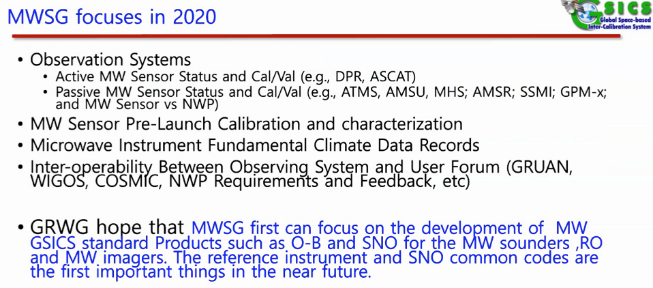 MWSG focuses in 2020
GSICS
Global Space-based
Inter-Calibration System
• Observation Systems
• Active MW Sensor Status and Cal/Val (e.g., DPR, ASCAT)
• Passive MW Sensor Status and Cal/Val (e.g., ATMS, AMSU, MHS; AMSR; SSMI; GPM-x;
and MW Sensor vs NWP)
• MW Sensor Pre-Launch Calibration and characterization
• Microwave Instrument Fundamental Climate Data Records
• Inter-operability Between Observing System and User Forum (GRUAN,
WIGOS, COSMIC, NWP Requirements and Feedback, etc)
• GRWG hope that MWSG first can focus on the development of MW
GSICS standard Products such as O-B and SNO for the MW sounders ,RO
and MW imagers. The reference instrument and SNO common codes are
the first important things in the near future.